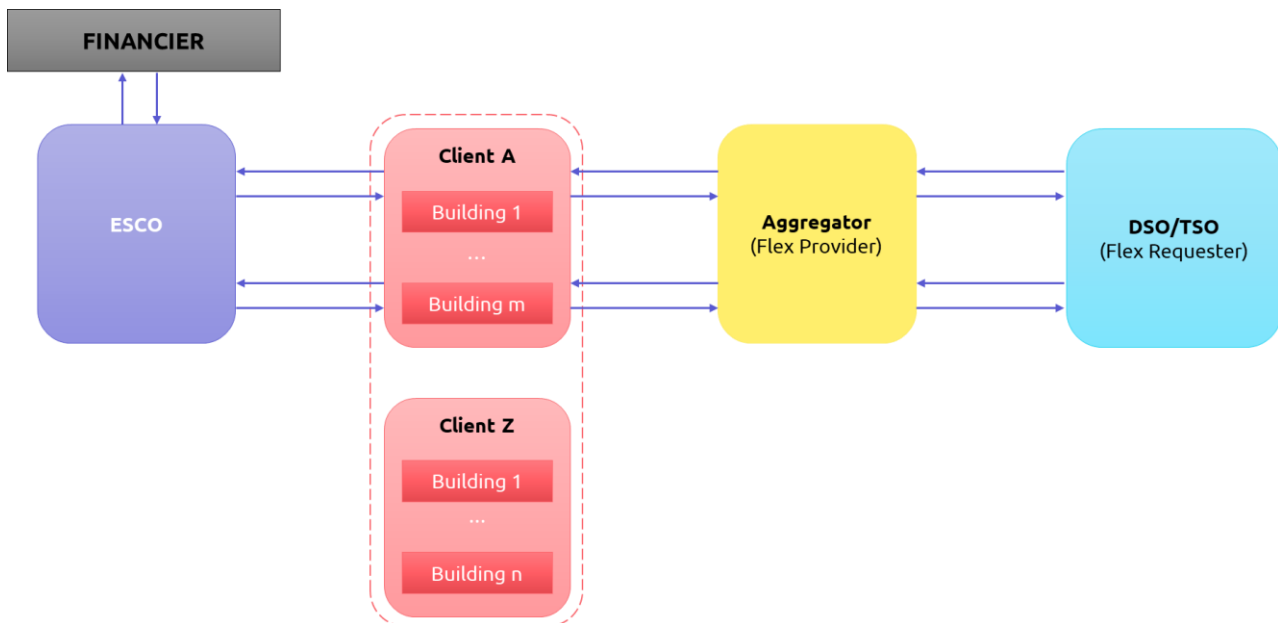 FINANCIER
ESCO
Client A
Building 1
...
Building m
Client Z
Building 1
...
Building n
Aggregator
(Flex Provider)
DSO/TSO
(Flex Requester)